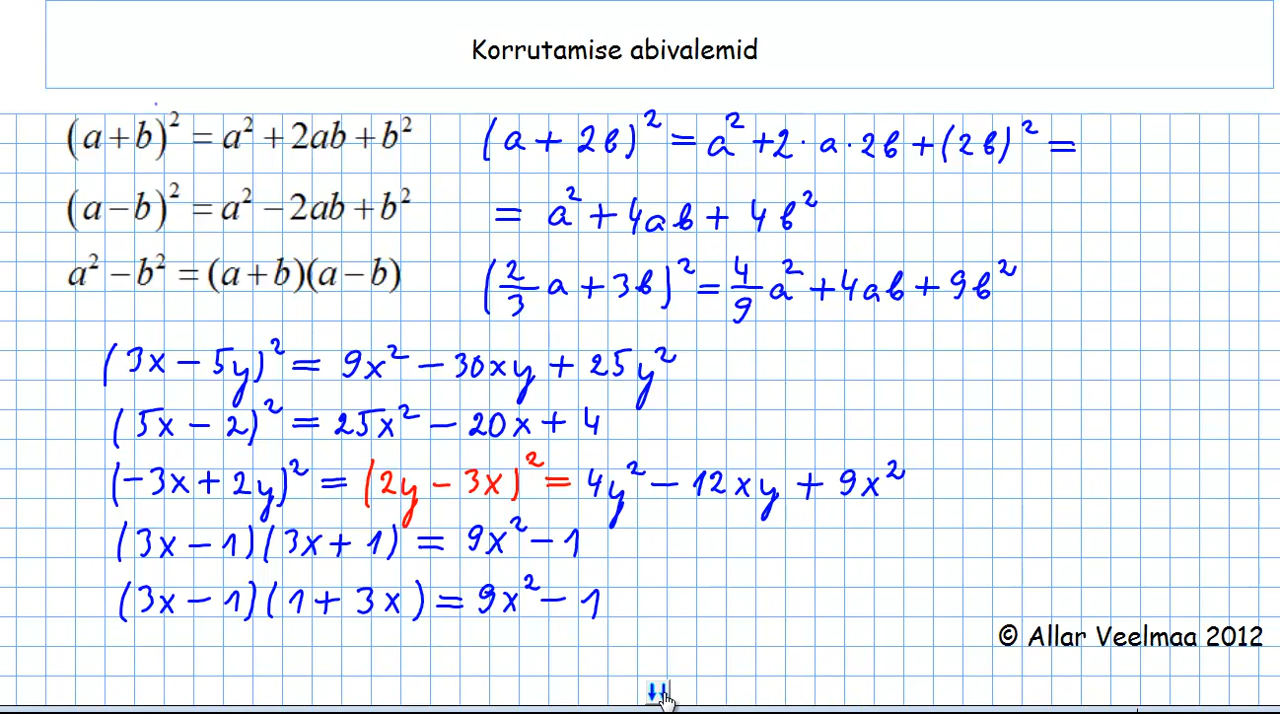 Korrutamise abivalemid
(a+b)² = a² + 2ab + b²
(a−b)² = a² − 2ab + b²
a² − b² = (a+b)(a−b)
(a + 2b)² = a² + 2 · a · 2b + (2b)² =
= a² + 4ab + 4b²
(2/3 a + 3b)² = 4/9 a² + 4ab + 9b²
(3x − 5y)² = 9x² − 30xy + 25y²
(5x − 2)² = 25x² − 20x + 4
(−3x + 2y)² = (2y − 3x)² = 4y² − 12xy + 9x²
(3x − 1)(3x + 1) = 9x² − 1
(3x − 1)(1 + 3x) = 9x² − 1
© Allar Veelmaa 2012